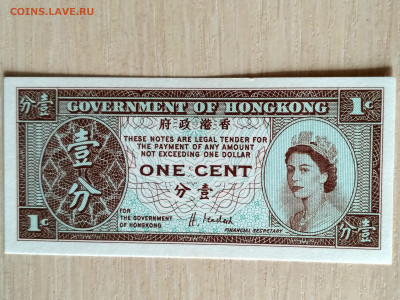 COINS.LAVE.RU
分壹 GOVERNMENT OF HONGKONG 1c
府政港香
THESE NOTES ARE LEGAL TENDER FOR
THE PAYMENT OF ANY AMOUNT
NOT EXCEEDING ONE DOLLAR
壹分
ONE CENT
分壹
1c
FOR
THE GOVERNMENT
OF HONGKONG
FINANCIAL SECRETARY
分壹